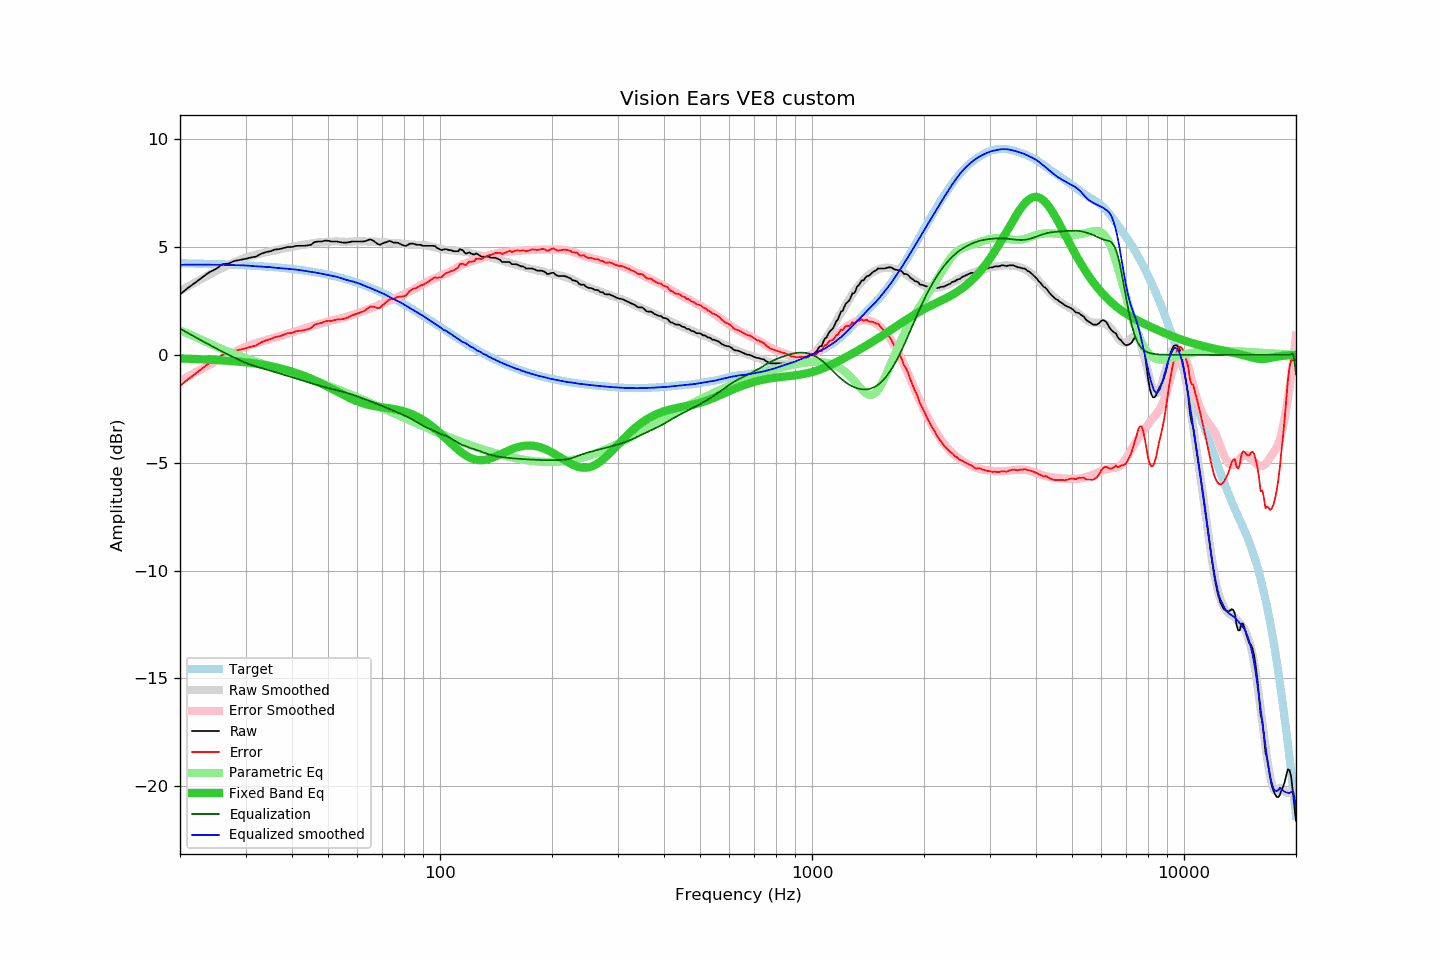 Vision Ears VE8 custom
10
5
0
−5
−10
−15
−20
Amplitude (dBr)
Target
Raw Smoothed
Error Smoothed
Raw
Error
Parametric Eq
Fixed Band Eq
Equalization
Equalized smoothed
100
1000
10000
Frequency (Hz)